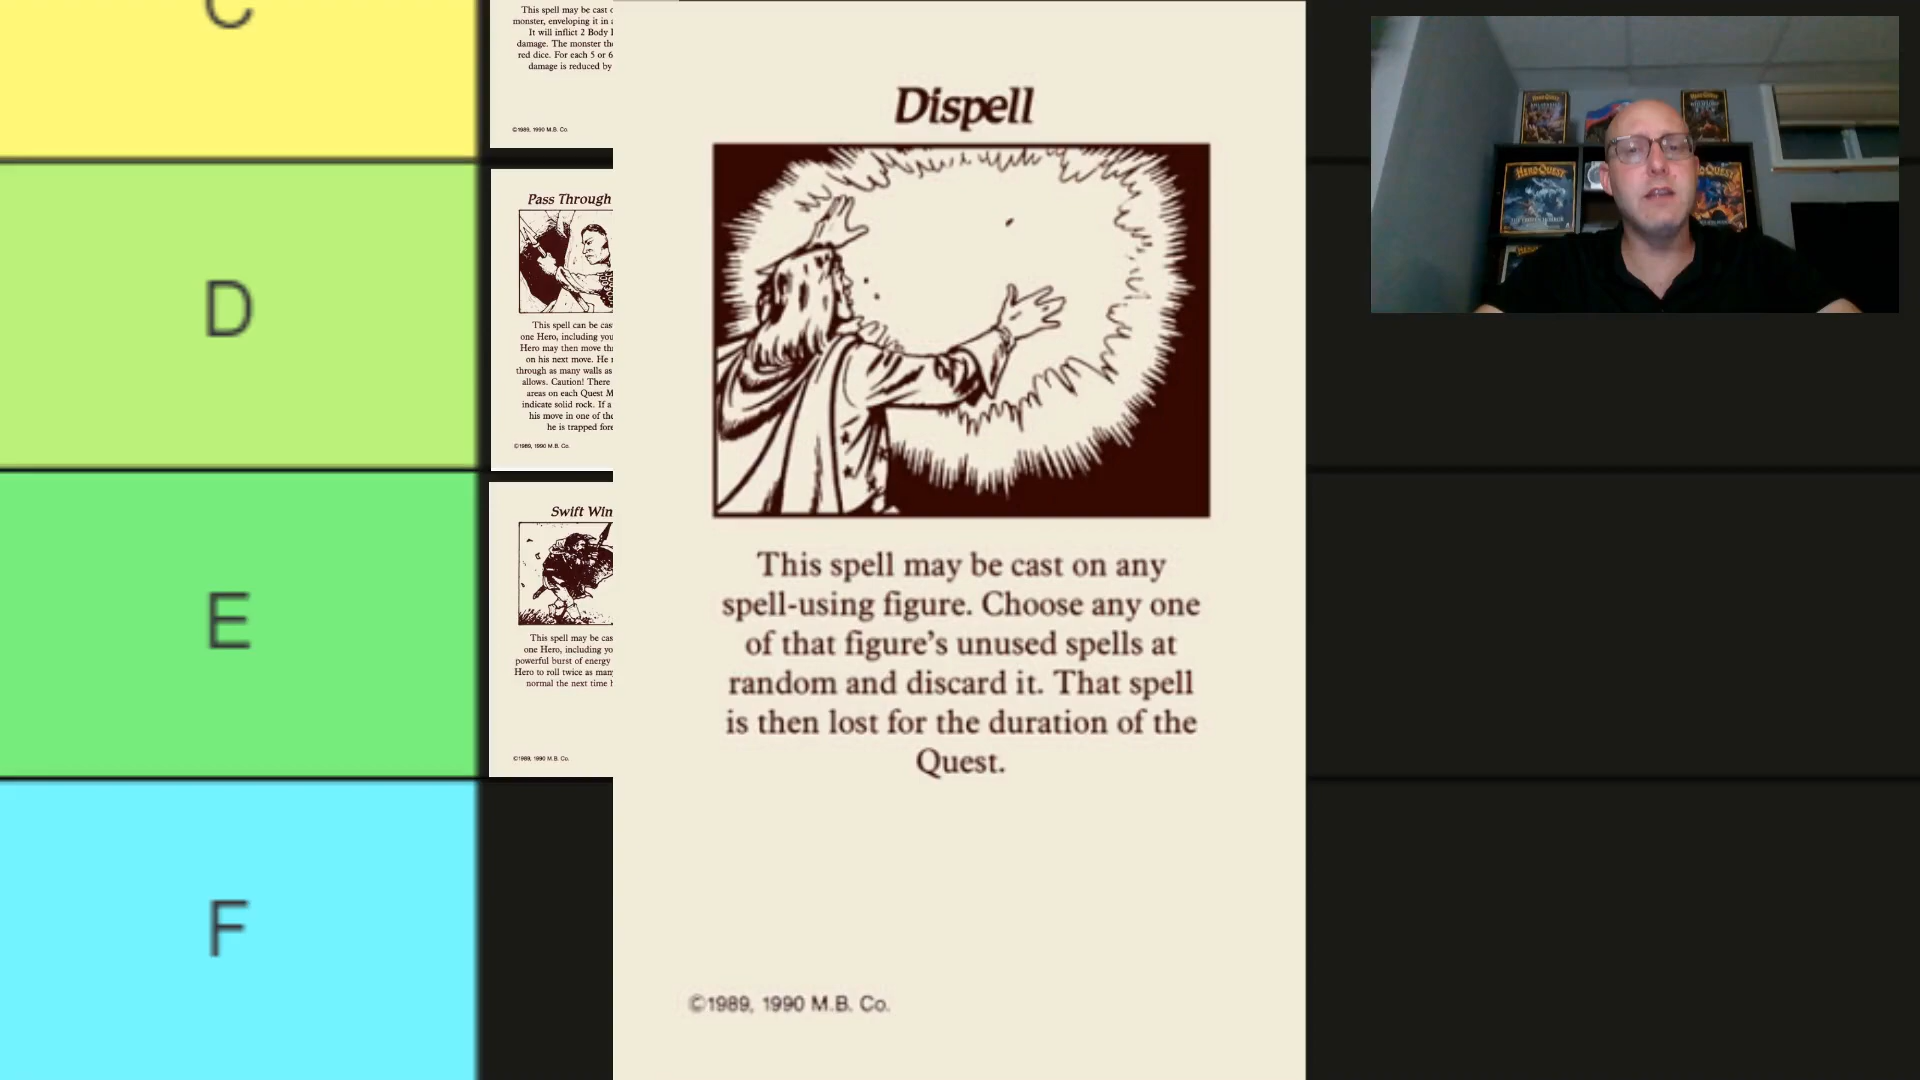 C
This spell may be cast
monster, enveloping it in
It will inflict 2 Body
damage. The monster
red dice. For each 5 or 6
damage is reduced by
©1989, 1990 M.B. Co.
D
Pass Through
This spell can be
one Hero, including
Hero may then move
on his next move. He
through as many walls as
allows. Caution! There
areas on each Quest
indicate solid rock. If a
his move in one of
he is trapped
©1989, 1990 M.B. Co.
E
Swift
This spell may be
one Hero, including
powerful burst of energy
Hero to roll twice as
normal the next time
©1989, 1990 M.B. Co.
F
Dispell
This spell may be cast on any
spell-using figure. Choose any one
of that figure's unused spells at
random and discard it. That spell
is then lost for the duration of the
Quest.
©1989, 1990 M.B. Co.
HeroQuest